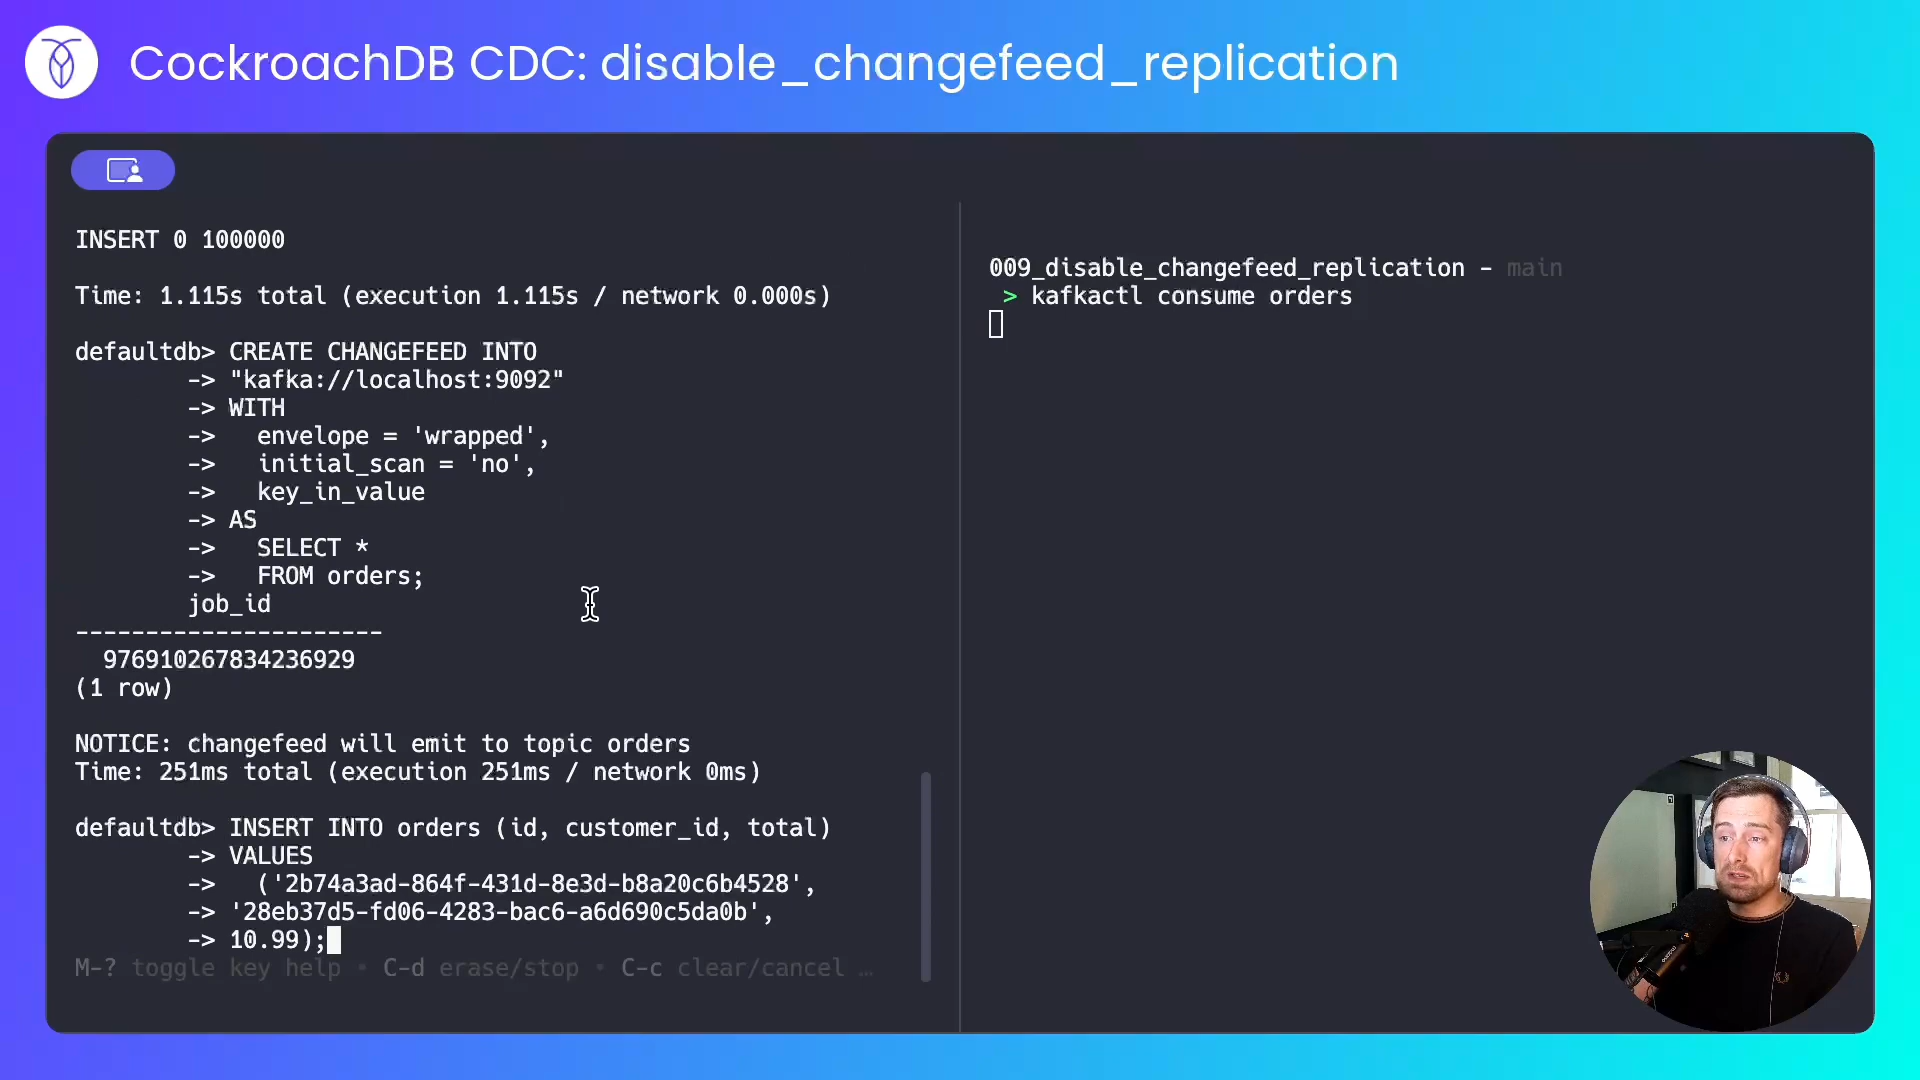 CockroachDB CDC: disable_changefeed_replication
INSERT 0 100000
Time: 1.115s total (execution 1.115s / network 0.000s)
defaultdb> CREATE CHANGEFEED INTO
-> "kafka://localhost:9092"
-> WITH
->   envelope = 'wrapped',
->   initial_scan = 'no',
->   key_in_value
-> AS
->   SELECT *
->   FROM orders;
job_id
----------------------
976910267834236929
(1 row)
NOTICE: changefeed will emit to topic orders
Time: 251ms total (execution 251ms / network 0ms)
defaultdb> INSERT INTO orders (id, customer_id, total)
-> VALUES
->   ('2b74a3ad-864f-431d-8e3d-b8a20c6b4528',
-> '28eb37d5-fd06-4283-bac6-a6d690c5da0b',
-> 10.99);
M-? toggle key help • C-d erase/stop • C-c clear/cancel …
009_disable_changefeed_replication – main
> kafkactl consume orders